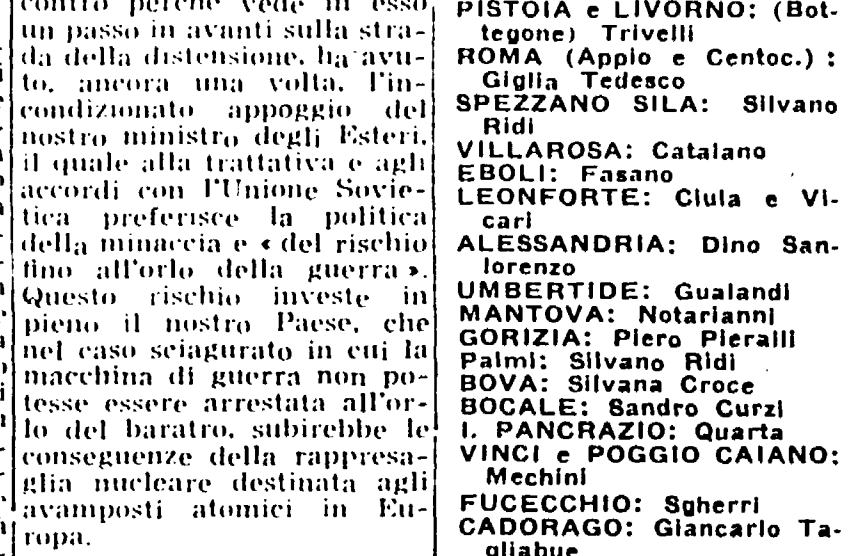 contro perchè vede in esso
un passo in avanti sulla stra-
da della distensione, ha avu-
to, ancora una volta, l'in-
condizionato appoggio del
nostro ministro degli Esteri,
il quale alla trattativa e agli
accordi con l'Unione Sovie-
tica preferisce la politica
della minaccia e « del rischio
fino all'orlo della guerra ».
Questo rischio investe in
pieno il nostro Paese, che
nel caso sciagurato in cui la
macchina di guerra non po-
tesse essere arrestata all'or-
lo del baratro, subirebbe le
conseguenze della rappresa-
glia nucleare destinata agli
avamposti atomici in Eu-
ropa.
PISTOIA e LIVORNO: (Bot-
tegone) Trivelli
ROMA (Appio e Centoc.) :
Giglia Tedesco
SPEZZANO SILA: Silvano
Ridi
VILLAROSA: Catalano
EBOLI: Fasano
LEONFORTE: Ciula e Vi-
cari
ALESSANDRIA: Dino San-
lorenzo
UMBERTIDE: Gualandi
MANTOVA: Notarianni
GORIZIA: Piero Pieralli
Palmi: Silvano Ridi
BOVA: Silvana Croce
BOCALE: Sandro Curzi
I. PANCRAZIO: Quarta
VINCI e POGGIO CAIANO:
Mechini
FUCECCHIO: Sgherri
CADORAGO: Giancarlo Ta-
gliabue